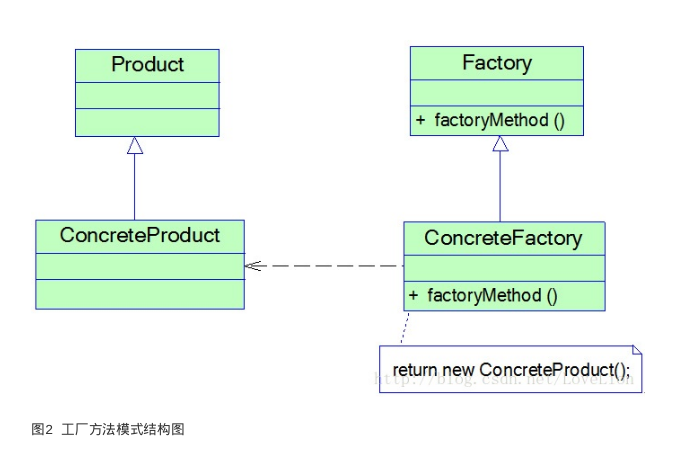 Product
Factory
+ factoryMethod ()
ConcreteProduct
ConcreteFactory
+ factoryMethod ()
return new ConcreteProduct();
http://blog.csdn.net/LoveLion
图2 工厂方法模式结构图